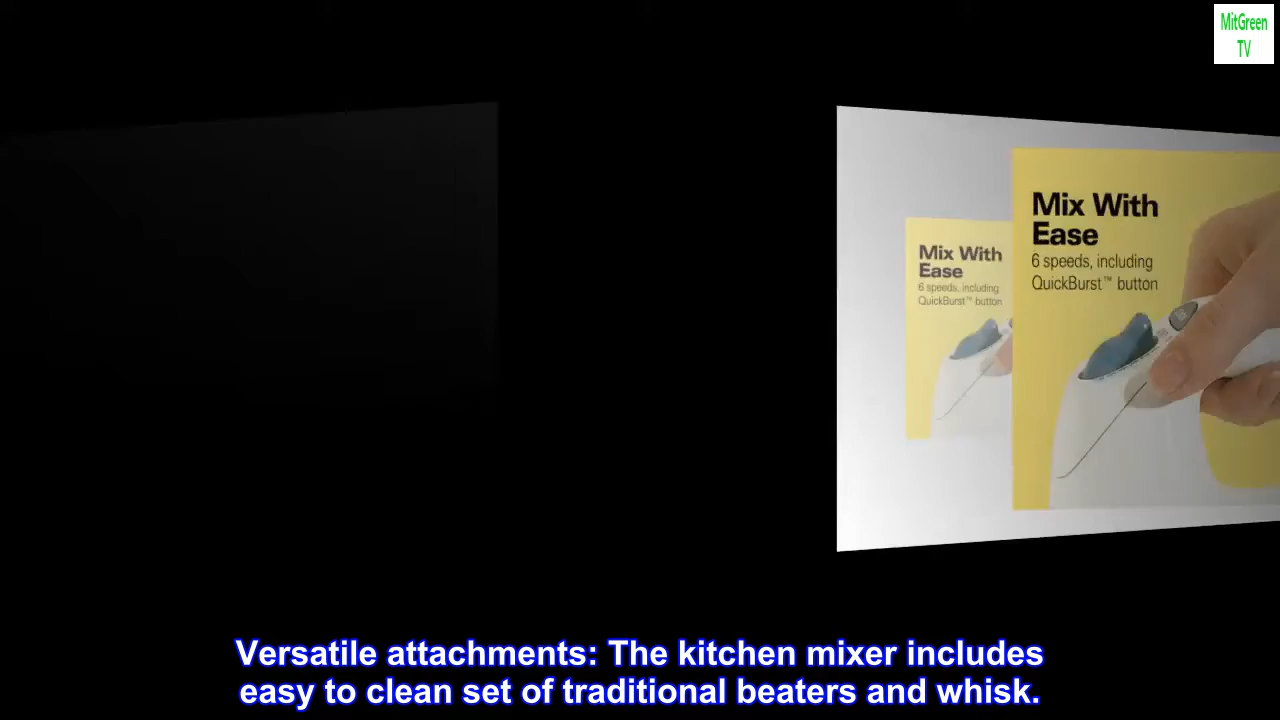 MitGreen
TV
Mix With
Ease
6 speeds, including
QuickBurst™ button
Mix With
Ease
6 speeds, including
QuickBurst™ button
Versatile attachments: The kitchen mixer includes
easy to clean set of traditional beaters and whisk.